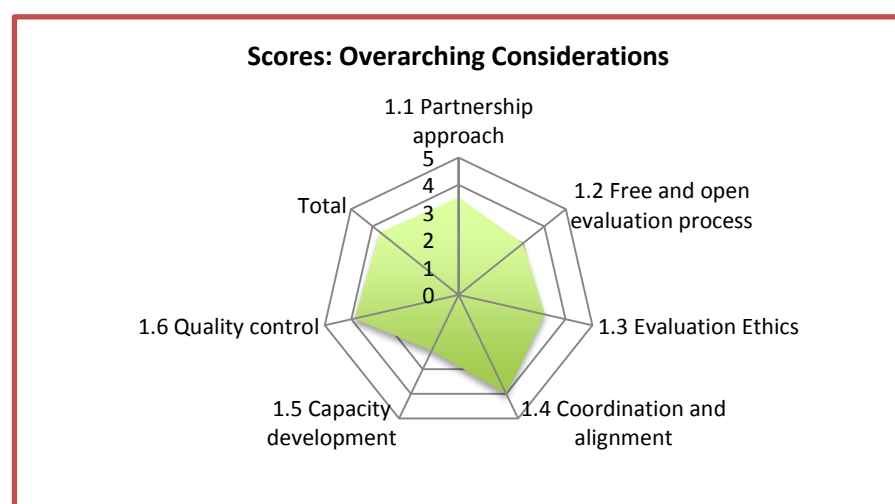 Scores: Overarching Considerations
1.1 Partnership
approach
5
4
3
2
1
0
1.2 Free and open
evaluation process
1.3 Evaluation Ethics
1.4 Coordination and
alignment
1.5 Capacity
development
1.6 Quality control
Total